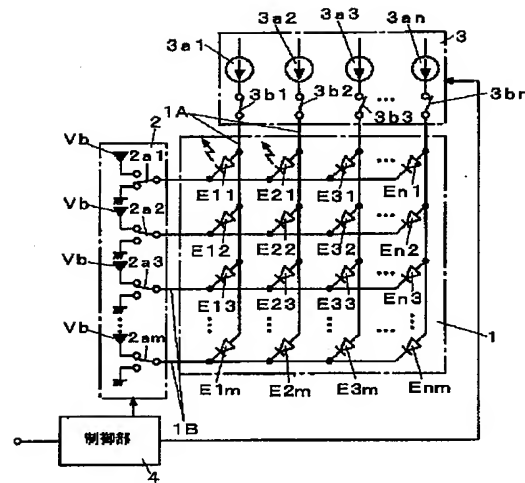 3a1 3a2 3a3 3an 3
3b1 3b2 3b3 ... 3bn
1A
Vb 2 2a1
E11 E21 E31 ... En1
Vb 2a2
E12 E22 E32 ... En2
Vb 2a3
E13 E23 E33 ... En3
Vb 2am
E1m E2m E3m Enm
1
1B
制御部
4